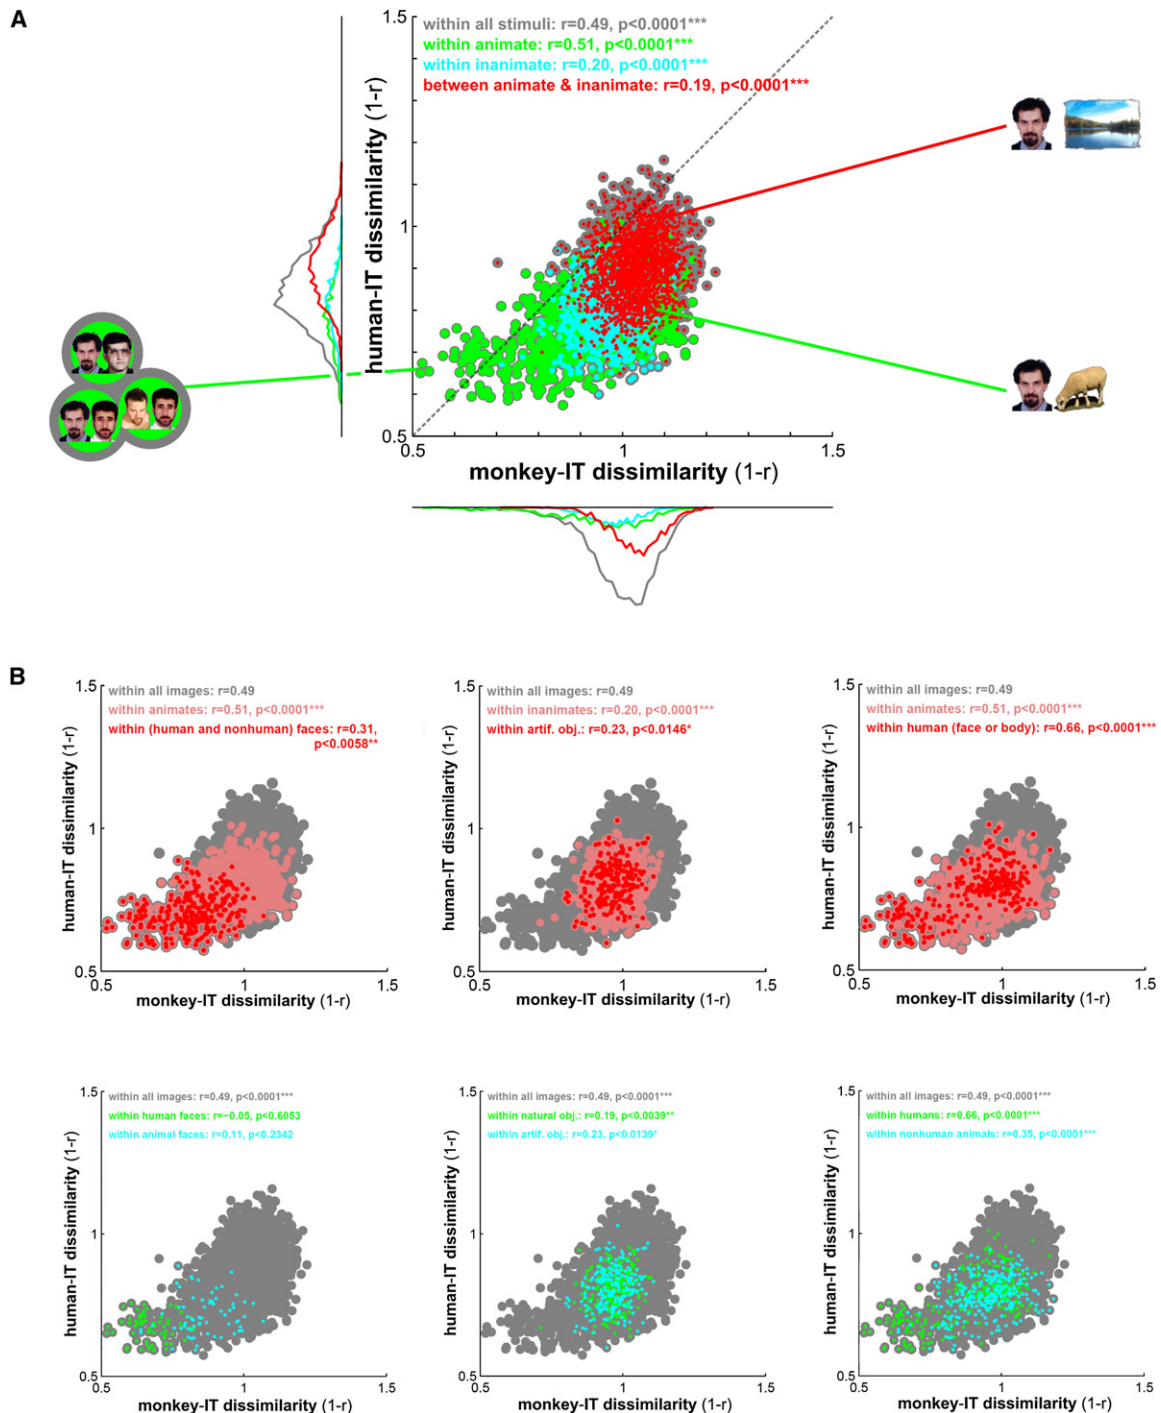 A
1.5
within all stimuli: r=0.49, p<0.0001***
within animate: r=0.51, p<0.0001***
within inanimate: r=0.20, p<0.0001***
between animate & inanimate: r=0.19, p<0.0001***
human-IT dissimilarity (1-r)
1
0.5
0.5 1 1.5
monkey-IT dissimilarity (1-r)
B
1.5
within all images: r=0.49
within animates: r=0.51, p<0.0001***
within (human and nonhuman) faces: r=0.31,
p<0.0058**
human-IT dissimilarity (1-r)
1
0.5
0.5 1 1.5
monkey-IT dissimilarity (1-r)
1.5
within all images: r=0.49
within inanimates: r=0.20, p<0.0001***
within artif. obj.: r=0.23, p<0.0146*
human-IT dissimilarity (1-r)
1
0.5
0.5 1 1.5
monkey-IT dissimilarity (1-r)
1.5
within all images: r=0.49
within animates: r=0.51, p<0.0001***
within human (face or body): r=0.66, p<0.0001***
human-IT dissimilarity (1-r)
1
0.5
0.5 1 1.5
monkey-IT dissimilarity (1-r)
1.5
within all images: r=0.49, p<0.0001***
within human faces: r=−0.05, p<0.6053
within animal faces: r=0.11, p<0.2342
human-IT dissimilarity (1-r)
1
0.5
0.5 1 1.5
monkey-IT dissimilarity (1-r)
1.5
within all images: r=0.49, p<0.0001***
within natural obj.: r=0.19, p<0.0039**
within artif. obj.: r=0.23, p<0.0139*
human-IT dissimilarity (1-r)
1
0.5
0.5 1 1.5
monkey-IT dissimilarity (1-r)
1.5
within all images: r=0.49, p<0.0001***
within humans: r=0.66, p<0.0001***
within nonhuman animals: r=0.35, p<0.0001***
human-IT dissimilarity (1-r)
1
0.5
0.5 1 1.5
monkey-IT dissimilarity (1-r)